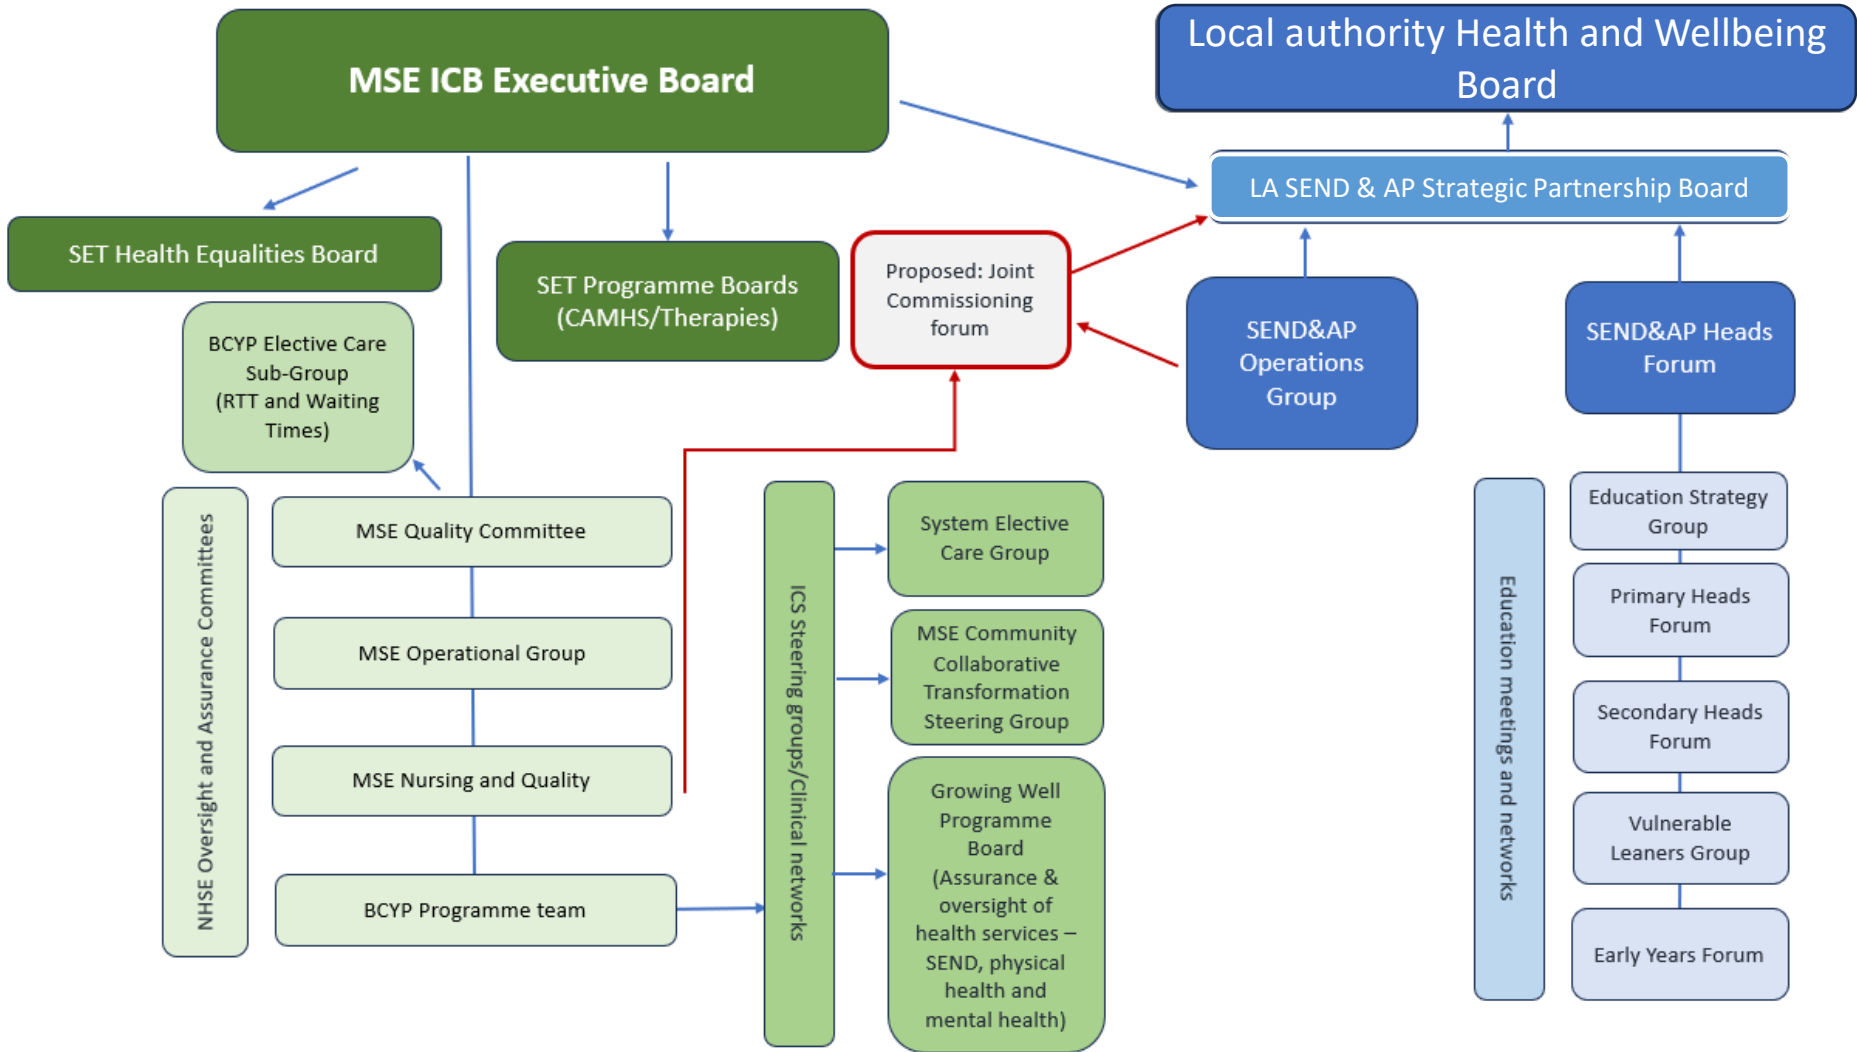 MSE ICB Executive Board
Local authority Health and Wellbeing
Board
LA SEND & AP Strategic Partnership Board
SET Health Equalities Board
SET Programme Boards
(CAMHS/Therapies)
Proposed: Joint
Commissioning
forum
SEND&AP
Operations
Group
SEND&AP Heads
Forum
BCYP Elective Care
Sub-Group
(RTT and Waiting
Times)
NHSE Oversight and Assurance Committees
MSE Quality Committee
MSE Operational Group
MSE Nursing and Quality
BCYP Programme team
ICS Steering groups/Clinical networks
System Elective
Care Group
MSE Community
Collaborative
Transformation
Steering Group
Growing Well
Programme
Board
(Assurance &
oversight of
health services –
SEND, physical
health and
mental health)
Education meetings and networks
Education Strategy
Group
Primary Heads
Forum
Secondary Heads
Forum
Vulnerable
Leaners Group
Early Years Forum